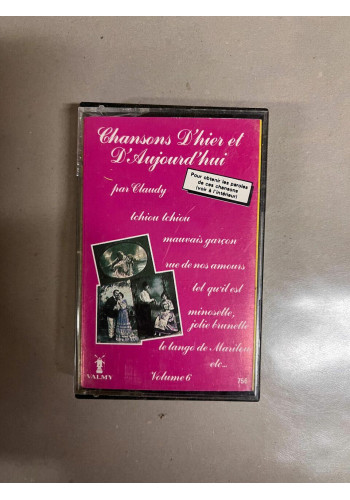 Chansons D'hier et
D'Aujourd'hui
par Claudy
Pour obtenir les paroles
de ces chansons
(voir à l'intérieur)
tchiou tchiou
mauvais garçon
rue de nos amours
tel qu'il est
minoselle,
jolie brunette
le tango de Marilou
etc...
Volume 6
VALMY